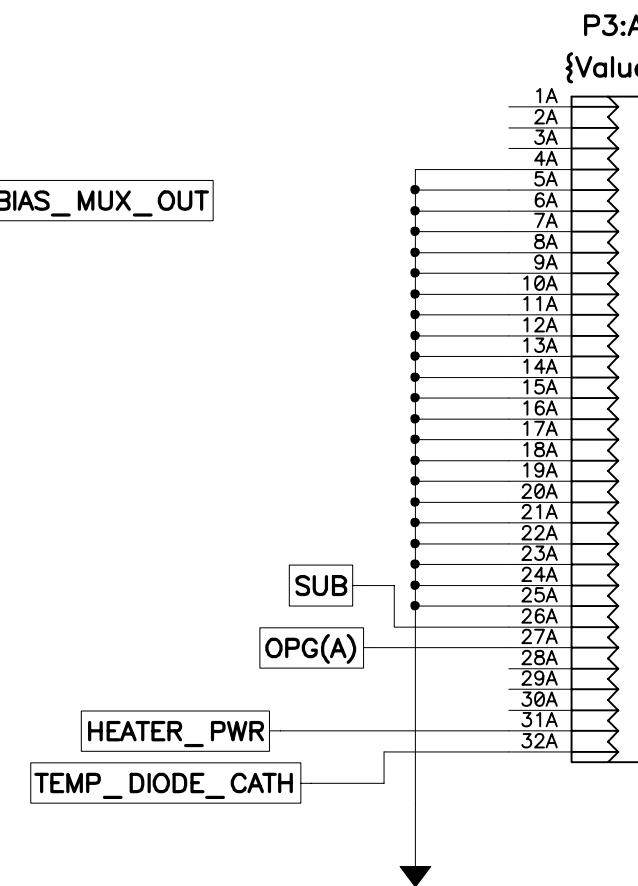 P3:A
{Value
1A
2A
3A
4A
5A
BIAS_MUX_OUT
6A
7A
8A
9A
10A
11A
12A
13A
14A
15A
16A
17A
18A
19A
20A
21A
22A
23A
24A
SUB
25A
26A
27A
OPG(A)
28A
29A
30A
31A
HEATER_PWR
32A
TEMP_DIODE_CATH